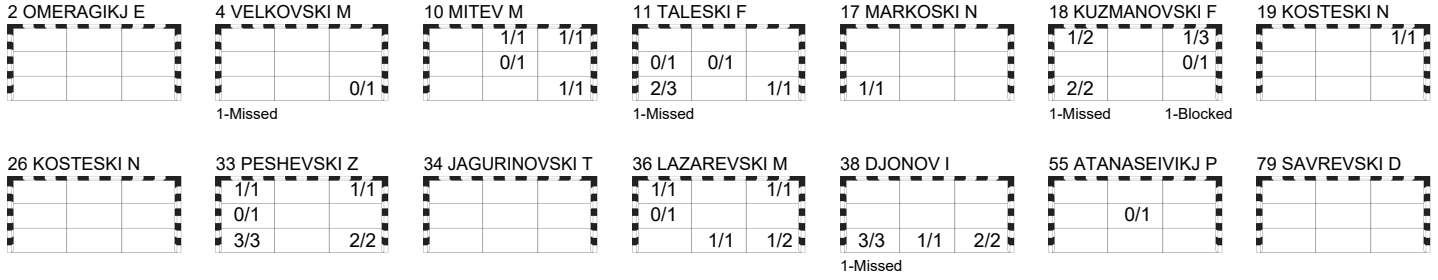 2 OMERAGIKJ E 4 VELKOVSKI M 10 MITEV M 11 TALESKI F 17 MARKOSKI N 18 KUZMANOVSKI F 19 KOSTESKI N
1/1 1/1 1/2 1/3 1/1
0/1 0/1 0/1 0/1
0/1 1/1 2/3 1/1 1/1 2/2
1-Missed 1-Missed 1-Missed 1-Blocked
26 KOSTESKI N 33 PESHEVSKI Z 34 JAGURINOVSKI T 36 LAZAREVSKI M 38 DJONOV I 55 ATANASEIVIKJ P 79 SAVREVSKI D
1/1 1/1 1/1 1/1
0/1 0/1 0/1
3/3 2/2 1/1 1/2 3/3 1/1 2/2
1-Missed